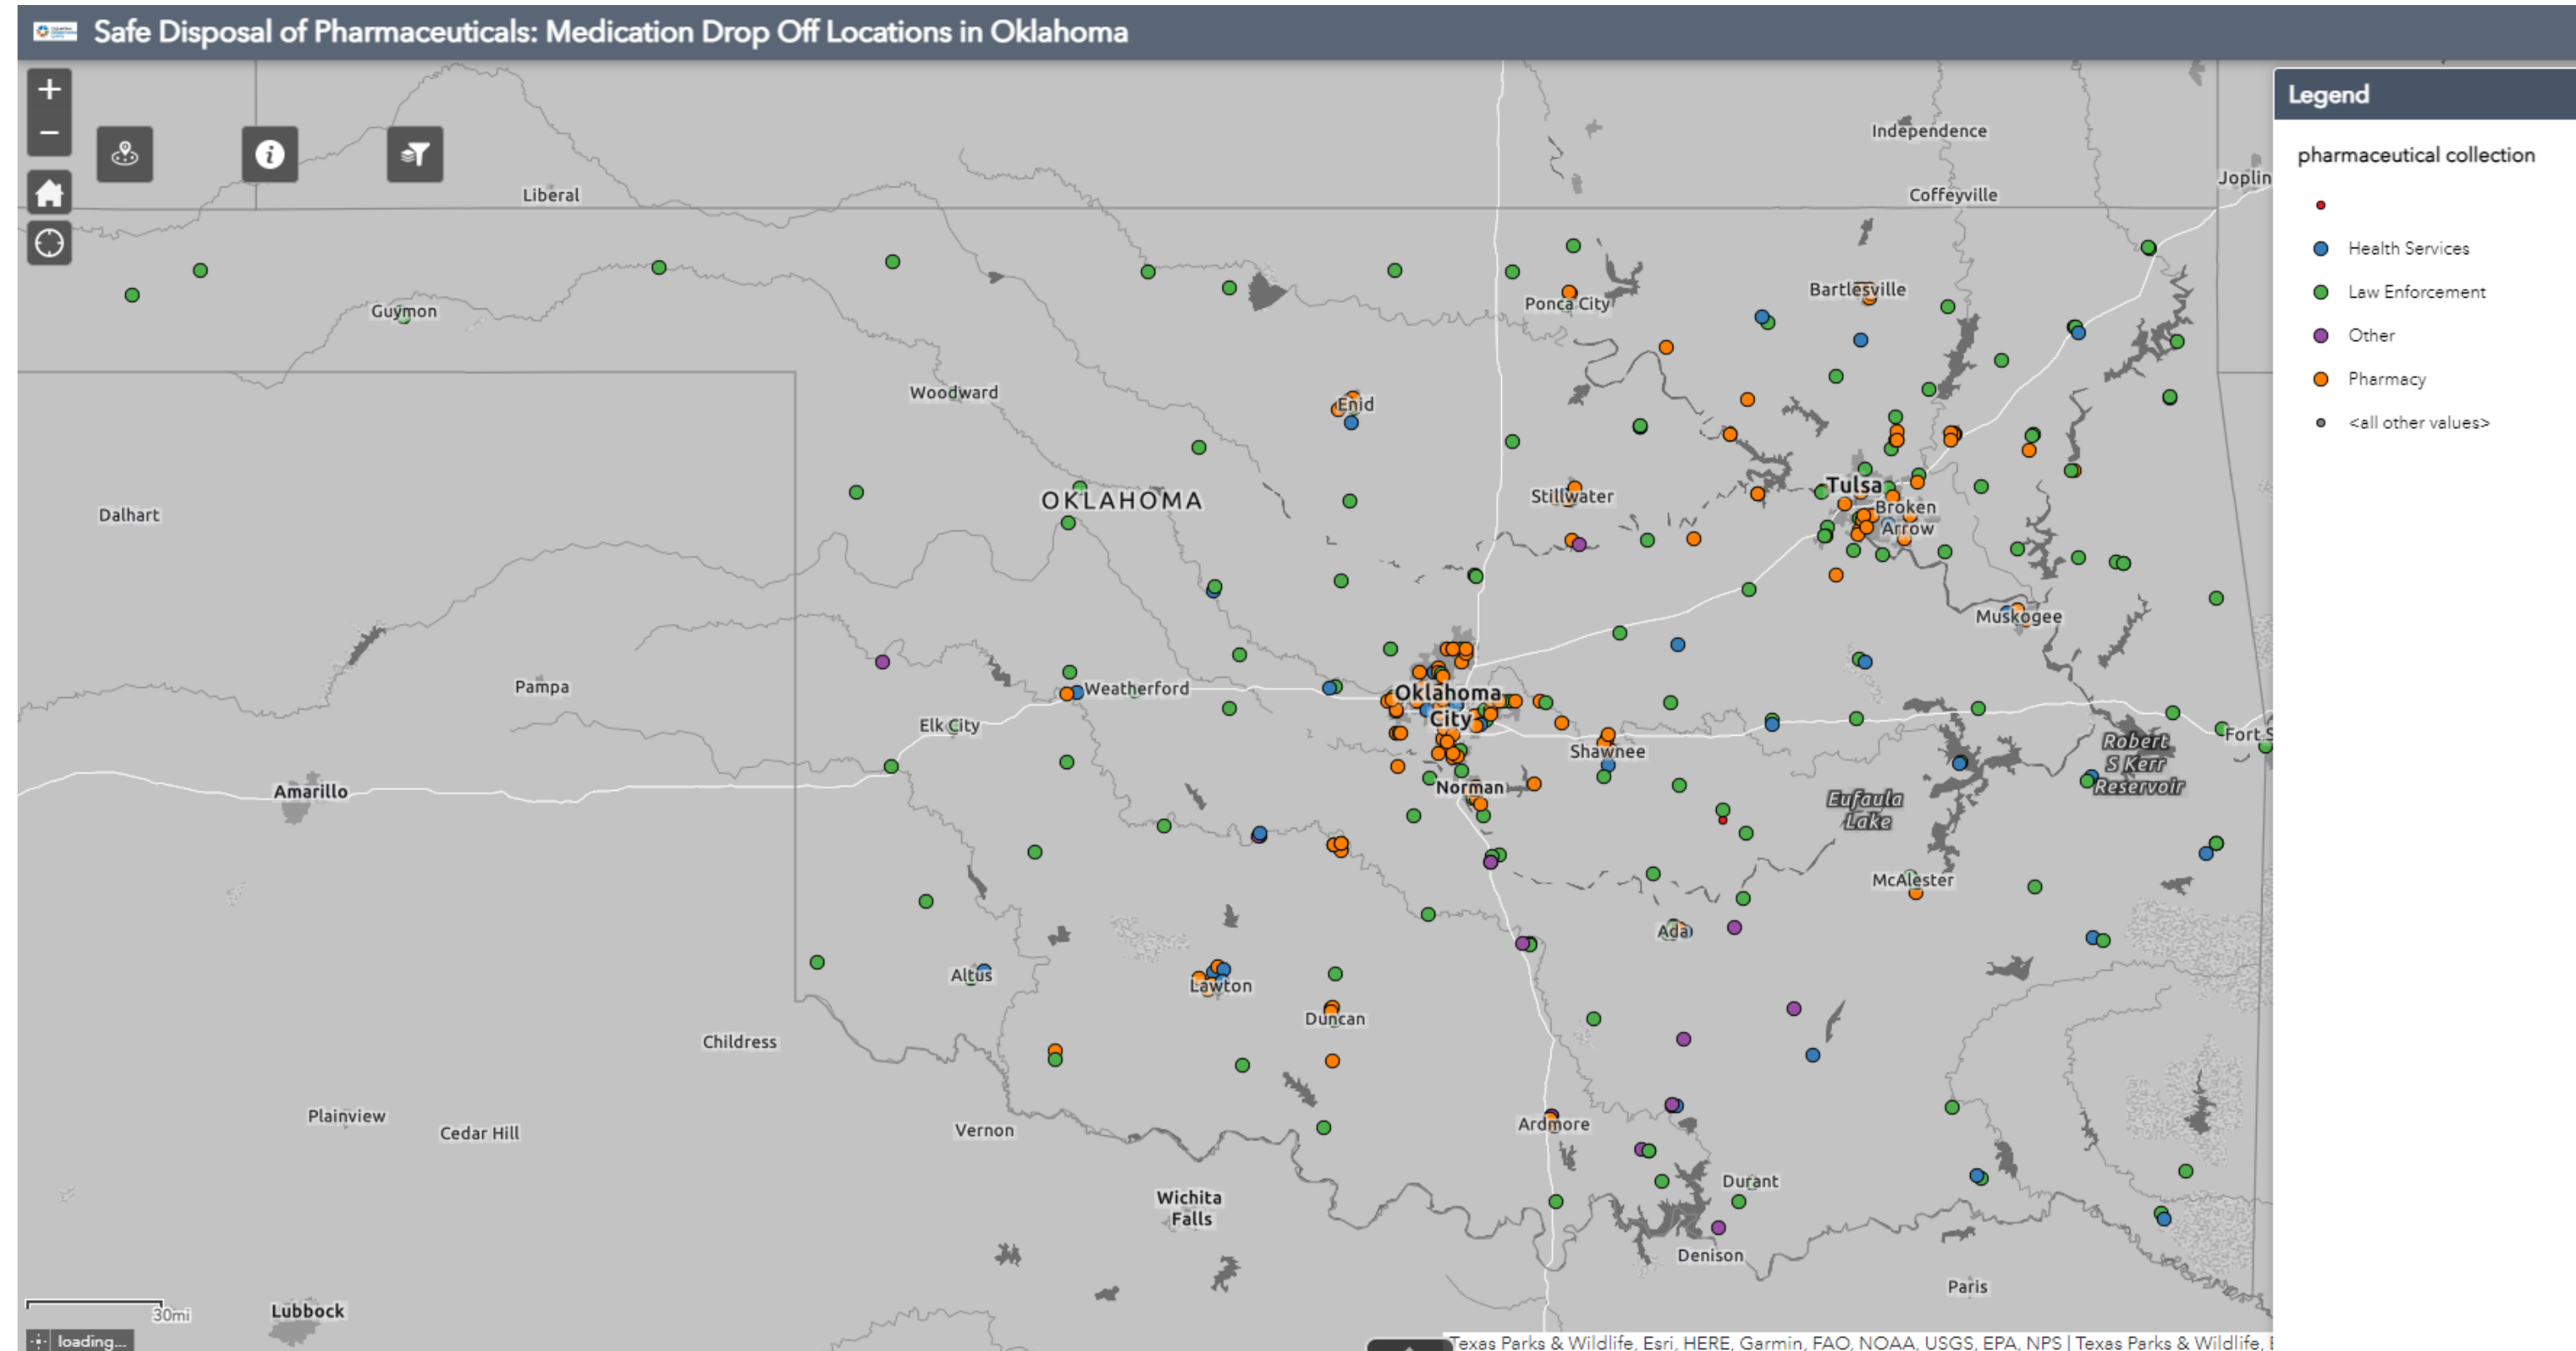 Safe Disposal of Pharmaceuticals: Medication Drop Off Locations in Oklahoma
+
−
i
Legend
pharmaceutical collection
Health Services
Law Enforcement
Other
Pharmacy
<all other values>
Independence
Joplin
Liberal
Coffeyville
Bartlesville
Ponca City
Guymon
Woodward
Enid
OKLAHOMA
Stillwater
Tulsa
Dalhart
Broken
Arrow
Muskogee
Pampa
Weatherford
Oklahoma
City
Elk City
Fort S
Robert
S Kerr
Reservoir
Shawnee
Amarillo
Norman
Eufaula
Lake
McAlester
Ada
Altus
Lawton
Duncan
Childress
Plainview
Cedar Hill
Vernon
Ardmore
Durant
Wichita
Falls
Denison
Paris
30mi
Lubbock
loading...
Texas Parks & Wildlife, Esri, HERE, Garmin, FAO, NOAA, USGS, EPA, NPS | Texas Parks & Wildlife,